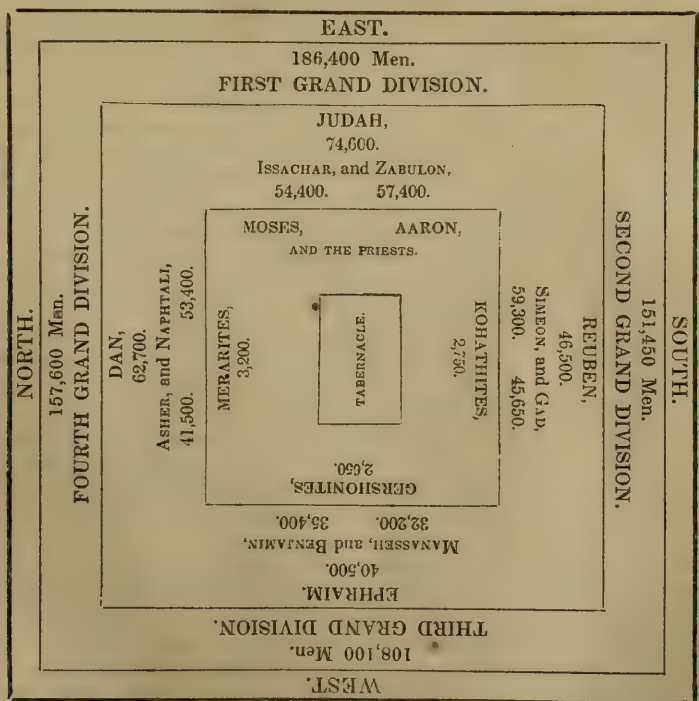 EAST.
186,400 Men.
FIRST GRAND DIVISION.
JUDAH,
74,600.
ISSACHAR, and ZABULON,
54,400. 57,400.
MOSES, AARON,
AND THE PRIESTS.
SOUTH.
151,450 Men.
SECOND GRAND DIVISION.
REUBEN,
46,500.
SIMEON, and GAD,
59,300. 45,650.
KOHATHITES,
2,750.
WEST.
108,100 Men.
THIRD GRAND DIVISION.
EPHRAIM.
40,500.
MANASSEH, and BENJAMIN,
32,200. 35,400.
GERSHONITES,
2,650.
NORTH.
157,600 Man.
FOURTH GRAND DIVISION.
DAN,
62,700.
ASHER, and NAPHTALI,
41,500. 53,400.
MERARITES,
3,200.
TABERNACLE.